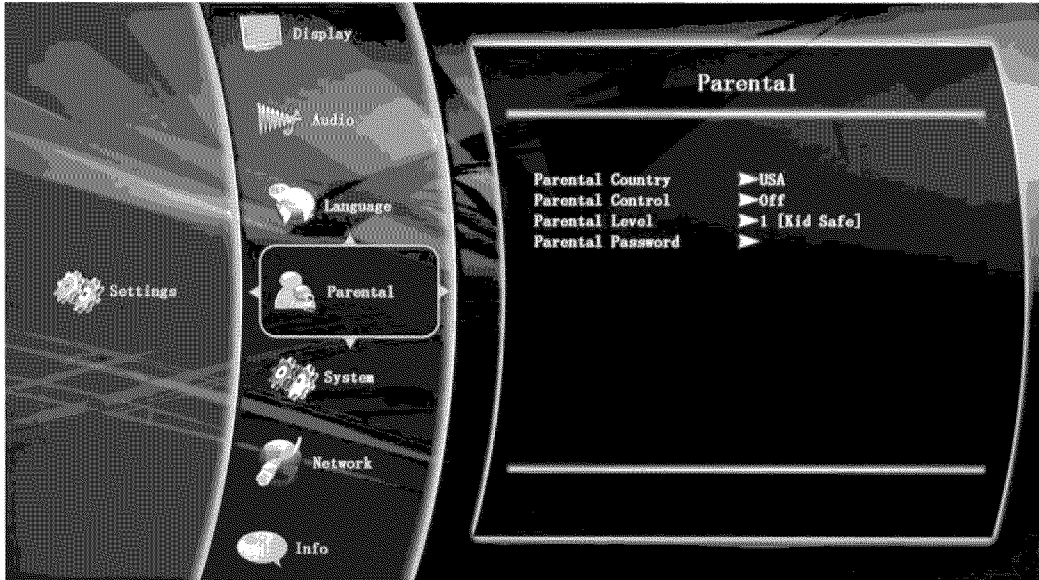 Settings
Display
Audio
Language
Parental
System
Network
Info
Parental
Parental Country USA
Parental Control Off
Parental Level 1 [Kid Safe]
Parental Password